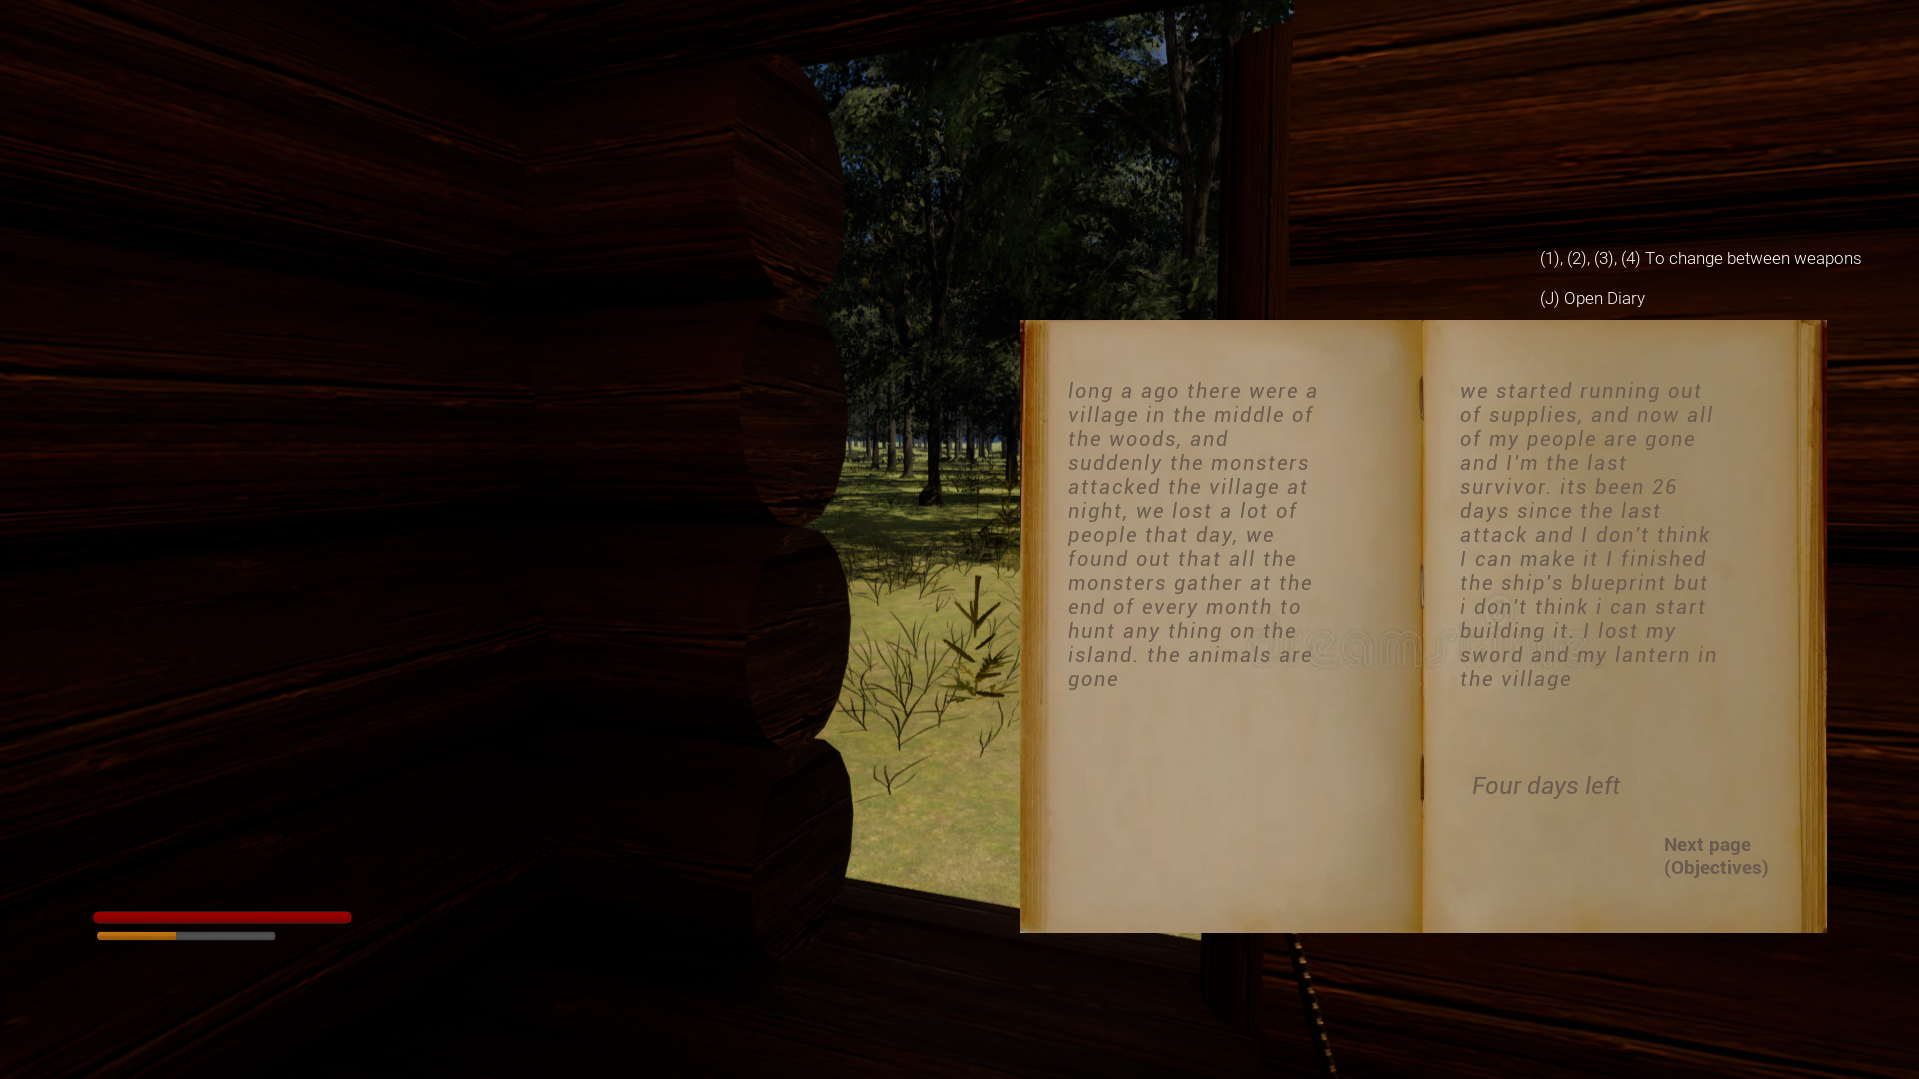 (1), (2), (3), (4) To change between weapons
(J) Open Diary
long a ago there were a
village in the middle of
the woods, and
suddenly the monsters
attacked the village at
night, we lost a lot of
people that day, we
found out that all the
monsters gather at the
end of every month to
hunt any thing on the
island. the animals are
gone
we started running out
of supplies, and now all
of my people are gone
and I'm the last
survivor. its been 26
days since the last
attack and I don't think
I can make it I finished
the ship's blueprint but
i don't think i can start
building it. I lost my
sword and my lantern in
the village
Four days left
Next page
(Objectives)